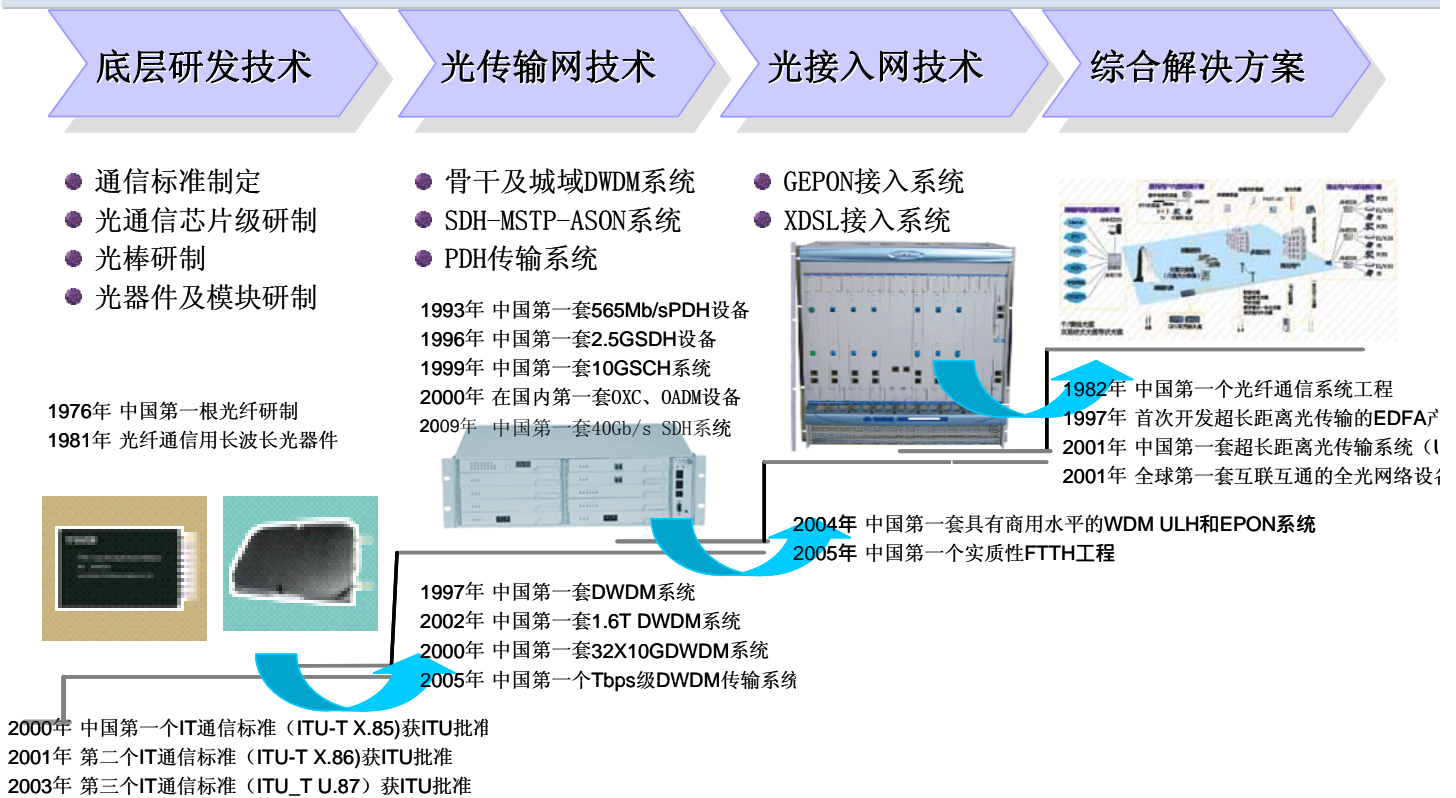 底层研发技术
光传输网技术
光接入网技术
综合解决方案
通信标准制定
光通信芯片级研制
光棒研制
光器件及模块研制
1976年 中国第一根光纤研制
1981年 光纤通信用长波长光器件
2000年 中国第一个IT通信标准（ITU-T X.85)获ITU批准
2001年 第二个IT通信标准（ITU-T X.86)获ITU批准
2003年 第三个IT通信标准（ITU_T U.87）获ITU批准
骨干及城域DWDM系统
SDH-MSTP-ASON系统
PDH传输系统
1993年 中国第一套565Mb/sPDH设备
1996年 中国第一套2.5GSDH设备
1999年 中国第一套10GSCH系统
2000年 在国内第一套OXC、OADM设备
2009年 中国第一套40Gb/s SDH系统
1997年 中国第一套DWDM系统
2002年 中国第一套1.6T DWDM系统
2000年 中国第一套32X10GDWDM系统
2005年 中国第一个Tbps级DWDM传输系统
GEPON接入系统
XDSL接入系统
2004年 中国第一套具有商用水平的WDM ULH和EPON系统
2005年 中国第一个实质性FTTH工程
1982年 中国第一个光纤通信系统工程
1997年 首次开发超长距离光传输的EDFA产
2001年 中国第一套超长距离光传输系统（U
2001年 全球第一套互联互通的全光网络设备